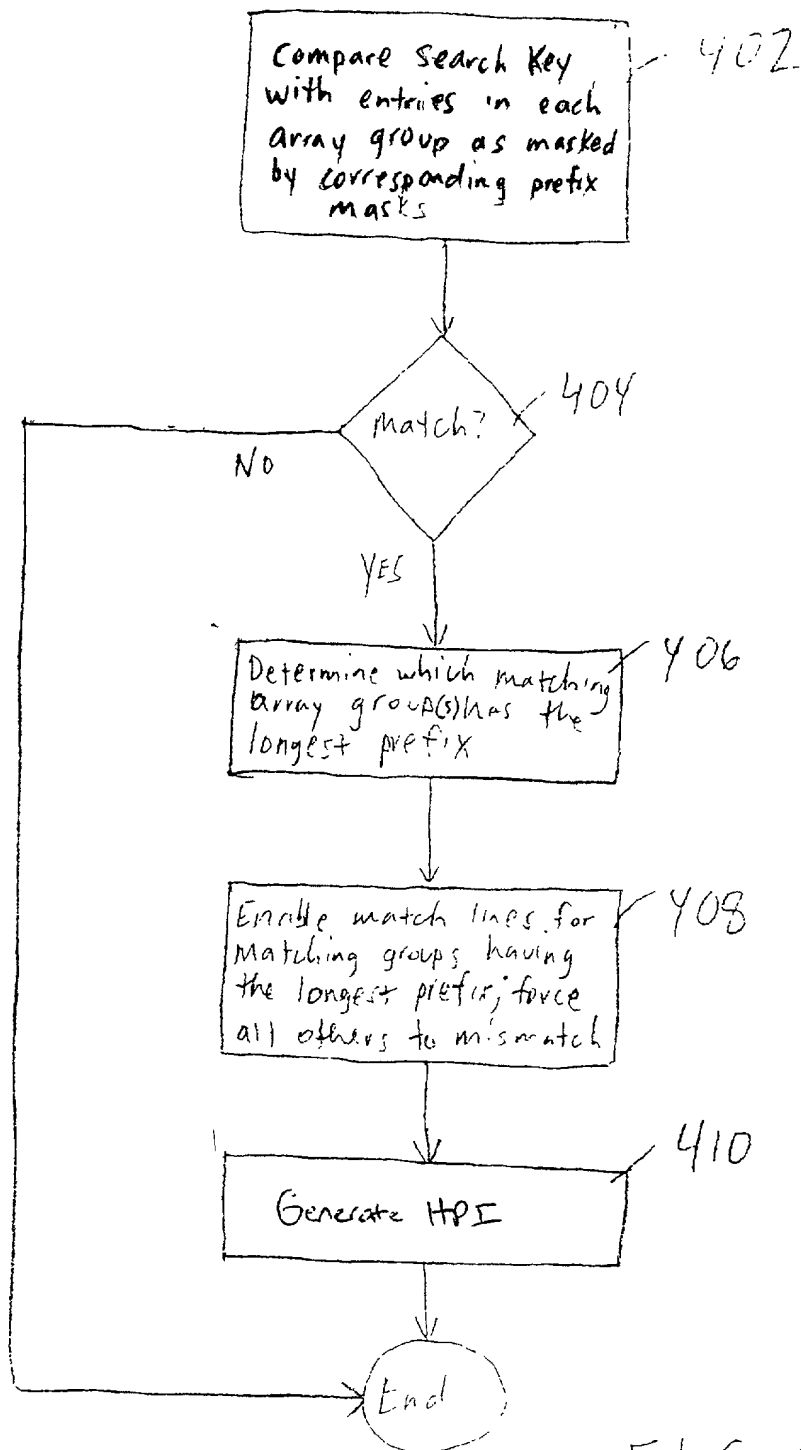 Compare Search Key
with entries in each
array group as masked
by corresponding prefix
masks
402
Match?
404
NO
YES
Determine which matching
array group(s) has the
longest prefix
406
Enable match lines for
Matching groups having
the longest prefix; force
all others to mismatch
408
Generate HPI
410
End